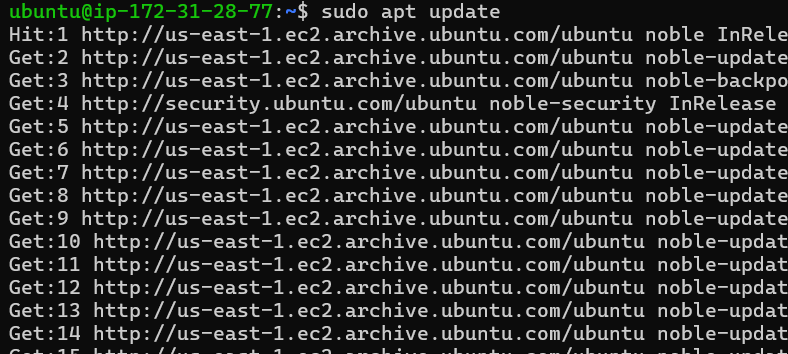 ubuntu@ip-172-31-28-77:~$ sudo apt update
Hit:1 http://us-east-1.ec2.archive.ubuntu.com/ubuntu noble InRele
Get:2 http://us-east-1.ec2.archive.ubuntu.com/ubuntu noble-update
Get:3 http://us-east-1.ec2.archive.ubuntu.com/ubuntu noble-backpo
Get:4 http://security.ubuntu.com/ubuntu noble-security InRelease
Get:5 http://us-east-1.ec2.archive.ubuntu.com/ubuntu noble-update
Get:6 http://us-east-1.ec2.archive.ubuntu.com/ubuntu noble-update
Get:7 http://us-east-1.ec2.archive.ubuntu.com/ubuntu noble-update
Get:8 http://us-east-1.ec2.archive.ubuntu.com/ubuntu noble-update
Get:9 http://us-east-1.ec2.archive.ubuntu.com/ubuntu noble-update
Get:10 http://us-east-1.ec2.archive.ubuntu.com/ubuntu noble-updat
Get:11 http://us-east-1.ec2.archive.ubuntu.com/ubuntu noble-updat
Get:12 http://us-east-1.ec2.archive.ubuntu.com/ubuntu noble-updat
Get:13 http://us-east-1.ec2.archive.ubuntu.com/ubuntu noble-updat
Get:14 http://us-east-1.ec2.archive.ubuntu.com/ubuntu noble-updat